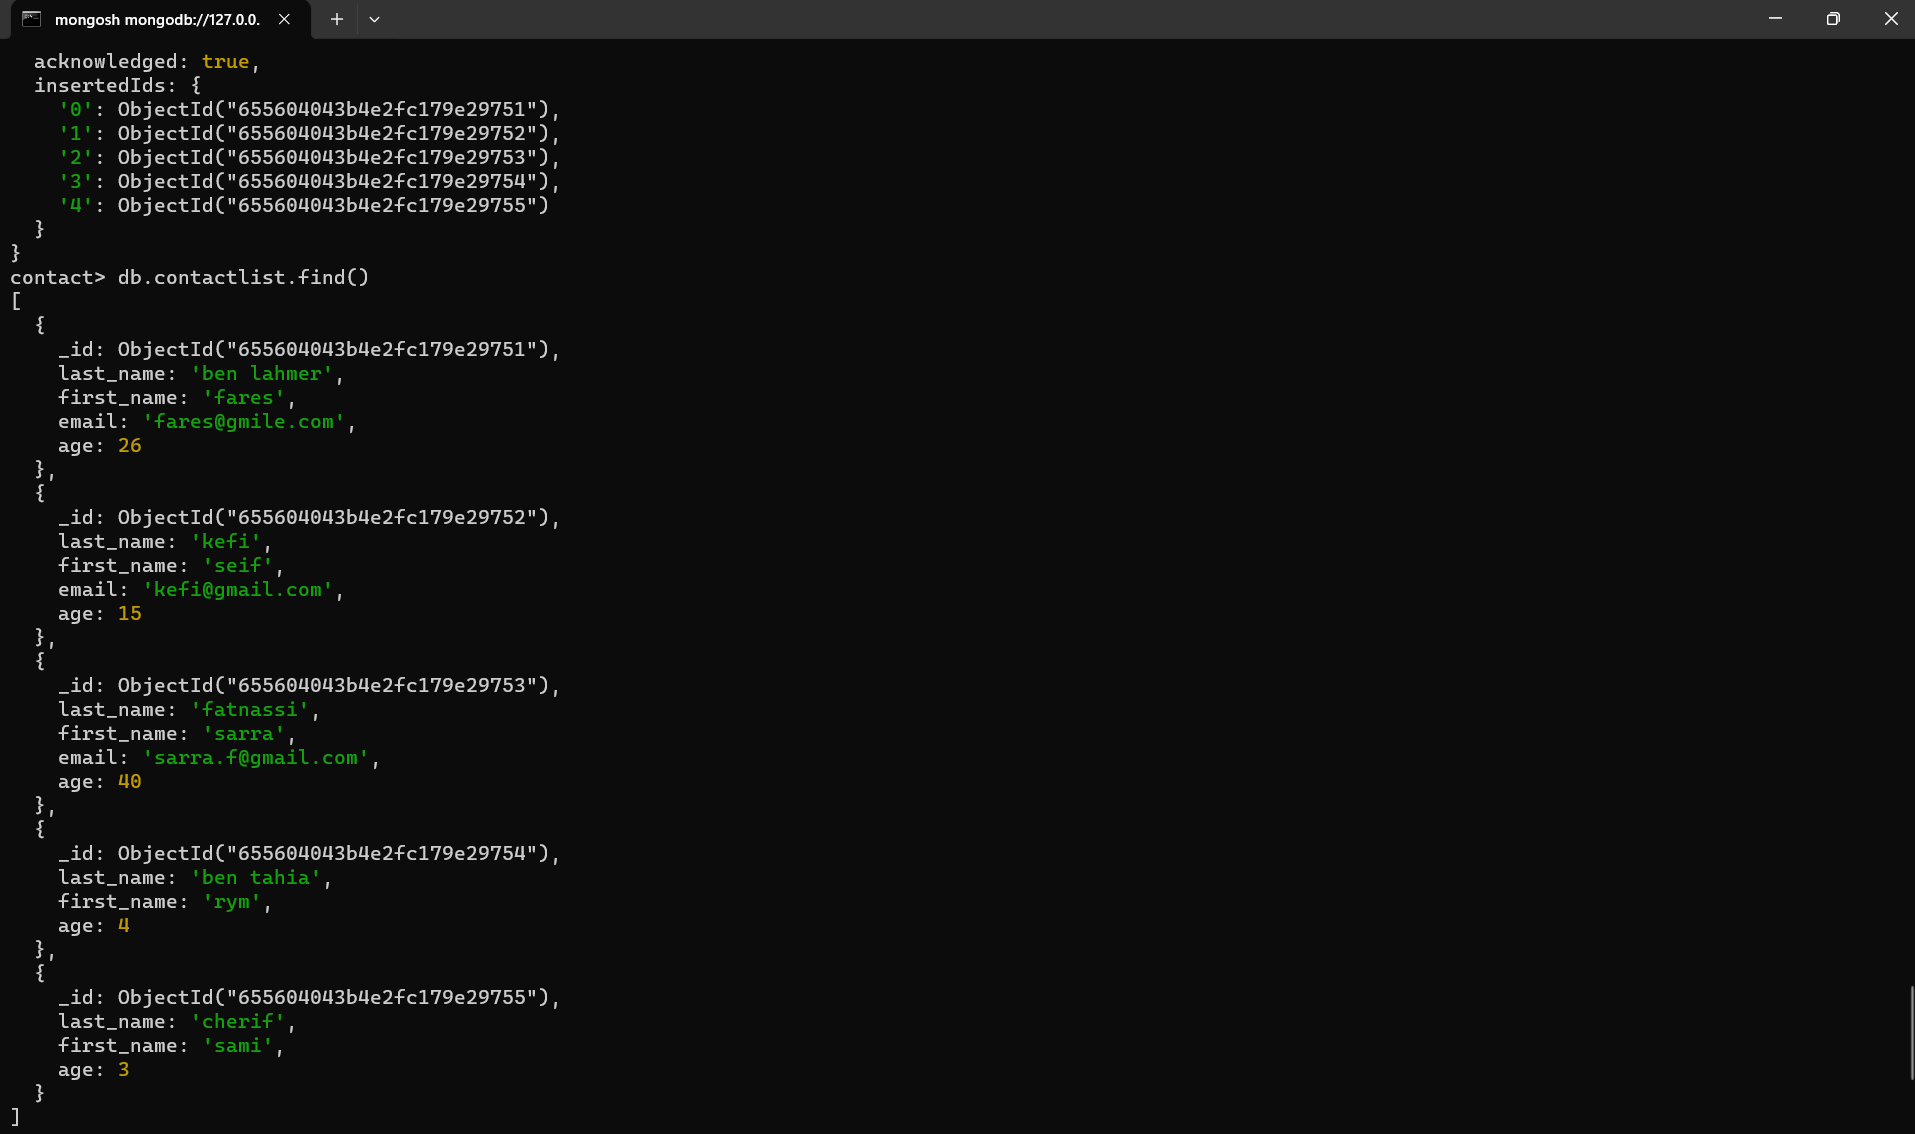 mongosh mongodb://127.0.0.
acknowledged: true,
insertedIds: {
'0': ObjectId("655604043b4e2fc179e29751"),
'1': ObjectId("655604043b4e2fc179e29752"),
'2': ObjectId("655604043b4e2fc179e29753"),
'3': ObjectId("655604043b4e2fc179e29754"),
'4': ObjectId("655604043b4e2fc179e29755")
}
}
contact> db.contactlist.find()
[
{
_id: ObjectId("655604043b4e2fc179e29751"),
last_name: 'ben lahmer',
first_name: 'fares',
email: 'fares@gmile.com',
age: 26
},
{
_id: ObjectId("655604043b4e2fc179e29752"),
last_name: 'kefi',
first_name: 'seif',
email: 'kefi@gmail.com',
age: 15
},
{
_id: ObjectId("655604043b4e2fc179e29753"),
last_name: 'fatnassi',
first_name: 'sarra',
email: 'sarra.f@gmail.com',
age: 40
},
{
_id: ObjectId("655604043b4e2fc179e29754"),
last_name: 'ben tahia',
first_name: 'rym',
age: 4
},
{
_id: ObjectId("655604043b4e2fc179e29755"),
last_name: 'cherif',
first_name: 'sami',
age: 3
}
]